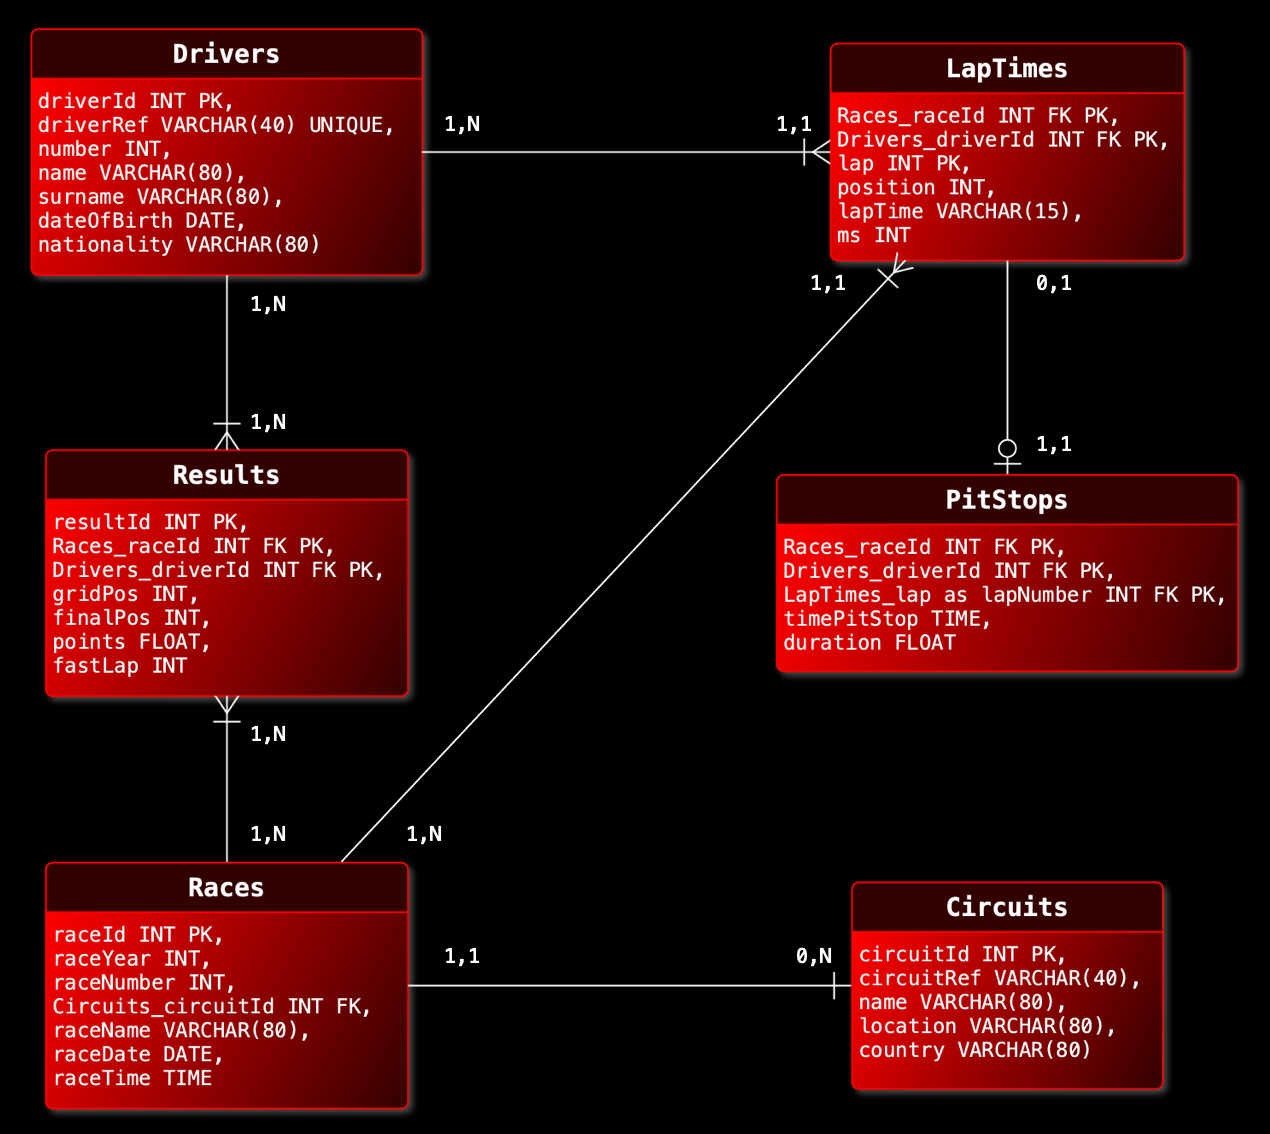 Drivers
driverId INT PK,
driverRef VARCHAR(40) UNIQUE,
number INT,
name VARCHAR(80),
surname VARCHAR(80),
dateOfBirth DATE,
nationality VARCHAR(80)
1,N
1,1
LapTimes
Races_raceId INT FK PK,
Drivers_driverId INT FK PK,
lap INT PK,
position INT,
lapTime VARCHAR(15),
ms INT
1,N
1,1
0,1
1,N
1,1
Results
resultId INT PK,
Races_raceId INT FK PK,
Drivers_driverId INT FK PK,
gridPos INT,
finalPos INT,
points FLOAT,
fastLap INT
PitStops
Races_raceId INT FK PK,
Drivers_driverId INT FK PK,
LapTimes_lap as lapNumber INT FK PK,
timePitStop TIME,
duration FLOAT
1,N
1,N
1,N
Races
raceId INT PK,
raceYear INT,
raceNumber INT,
Circuits_circuitId INT FK,
raceName VARCHAR(80),
raceDate DATE,
raceTime TIME
1,1
0,N
Circuits
circuitId INT PK,
circuitRef VARCHAR(40),
name VARCHAR(80),
location VARCHAR(80),
country VARCHAR(80)